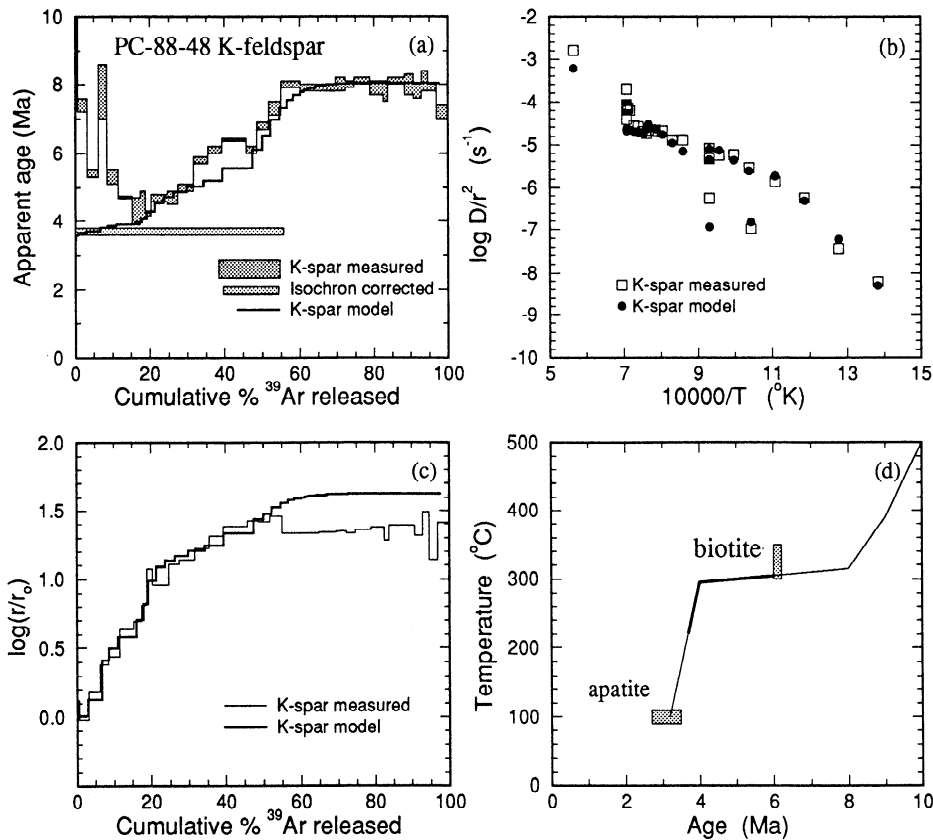 PC-88-48 K-feldspar
(a)
Apparent age (Ma)
10
8
6
4
2
0
K-spar measured
Isochron corrected
K-spar model
0
20
40
60
80
100
Cumulative % ³⁹Ar released
(b)
log D/r² (s⁻¹)
-1
-2
-3
-4
-5
-6
-7
-8
-9
-10
K-spar measured
K-spar model
5
7
9
11
13
15
10000/T (°K)
(c)
log(r/r₀)
2.0
1.5
1.0
0.5
0.0
K-spar measured
K-spar model
0
20
40
60
80
100
Cumulative % ³⁹Ar released
(d)
Temperature (°C)
500
400
300
200
100
0
biotite
apatite
0
2
4
6
8
10
Age (Ma)